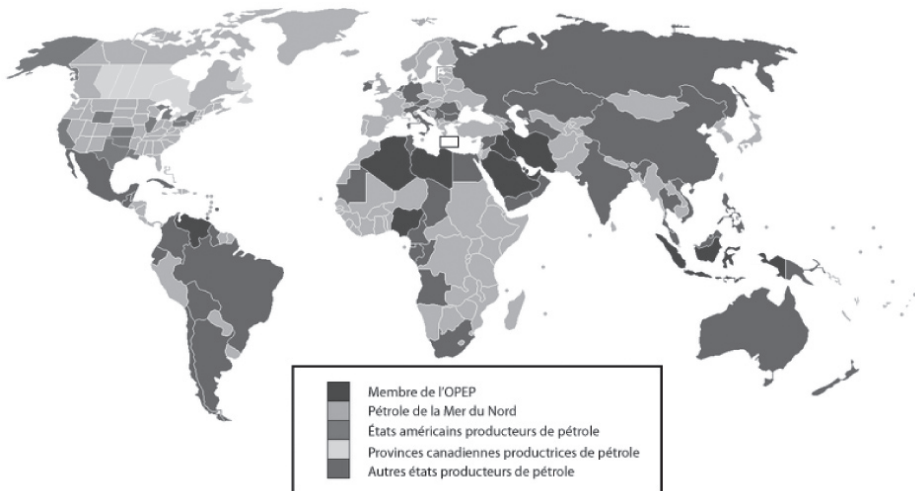 Membre de l'OPEP
Pétrole de la Mer du Nord
États américains producteurs de pétrole
Provinces canadiennes productrices de pétrole
Autres états producteurs de pétrole